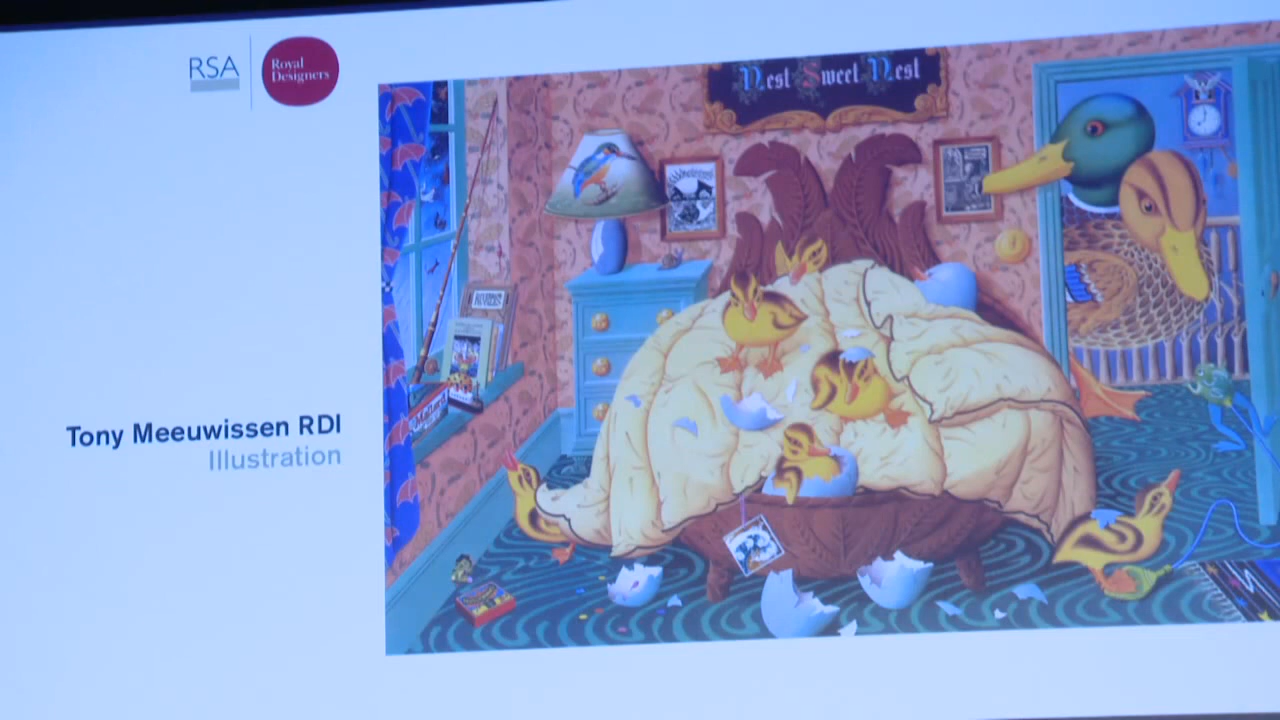 RSA
Royal
Designers
Nest Sweet Nest
Tony Meeuwissen RDI
Illustration